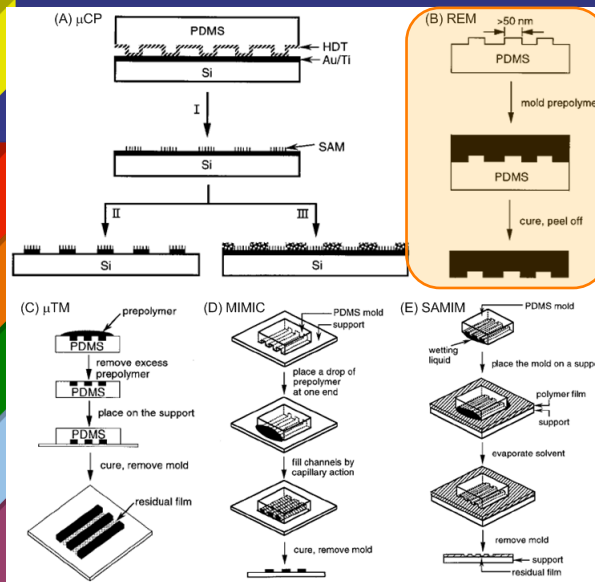 (A) μCP
PDMS
HDT
Au/Ti
Si
I
SAM
Si
II
III
Si
Si
(B) REM
>50 nm
PDMS
mold prepolymer
PDMS
cure, peel off
(C) μTM
prepolymer
PDMS
remove excess
prepolymer
PDMS
place on the support
PDMS
cure, remove mold
residual film
(D) MIMIC
PDMS mold
support
place a drop of
prepolymer
at one end
fill channels by
capillary action
cure, remove mold
(E) SAMIM
PDMS mold
wetting
liquid
place the mold on a suppo
polymer film
support
evaporate solvent
remove mold
support
residual film